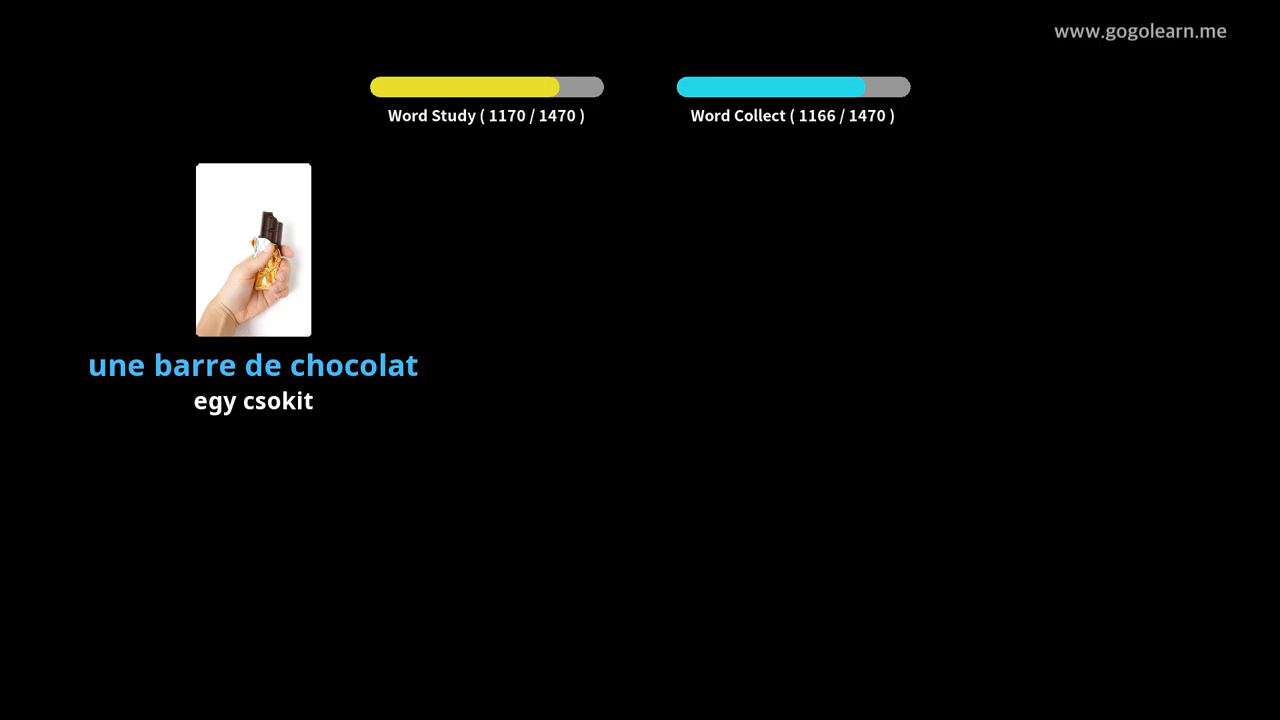 www.gogolearn.me
Word Study ( 1170 / 1470 )
Word Collect ( 1166 / 1470 )
une barre de chocolat
egy csokit